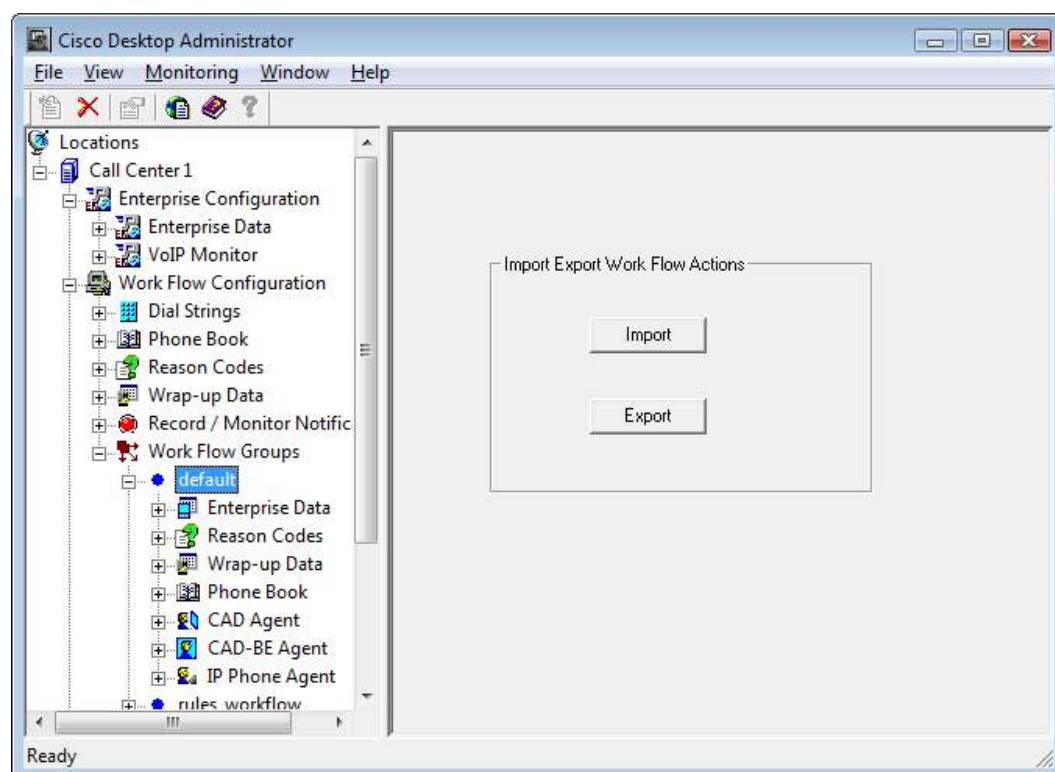 Cisco Desktop Administrator
File View Monitoring Window Help
Locations
Call Center 1
Enterprise Configuration
Enterprise Data
VoIP Monitor
Work Flow Configuration
Dial Strings
Phone Book
Reason Codes
Wrap-up Data
Record / Monitor Notific
Work Flow Groups
default
Enterprise Data
Reason Codes
Wrap-up Data
Phone Book
CAD Agent
CAD-BE Agent
IP Phone Agent
rules_workflow
Import Export Work Flow Actions
Import
Export
Ready